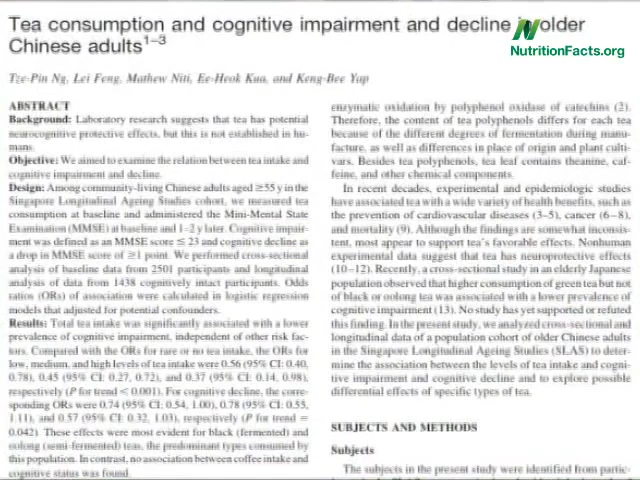 Tea consumption and cognitive impairment and decline in older
Chinese adults1–3
NutritionFacts.org
Tze-Pin Ng, Lei Feng, Mathew Niti, Ee-Heok Kua, and Keng-Bee Yap
ABSTRACT
Background: Laboratory research suggests that tea has potential
neurocognitive protective effects, but this is not established in hu-
mans.
Objective: We aimed to examine the relation between tea intake and
cognitive impairment and decline.
Design: Among community-living Chinese adults aged ≥55 y in the
Singapore Longitudinal Ageing Studies cohort, we measured tea
consumption at baseline and administered the Mini-Mental State
Examination (MMSE) at baseline and 1–2 y later. Cognitive impair-
ment was defined as an MMSE score ≤ 23 and cognitive decline as
a drop in MMSE score of ≥1 point. We performed cross-sectional
analysis of baseline data from 2501 participants and longitudinal
analysis of data from 1438 cognitively intact participants. Odds
ratios (ORs) of association were calculated in logistic regression
models that adjusted for potential confounders.
Results: Total tea intake was significantly associated with a lower
prevalence of cognitive impairment, independent of other risk fac-
tors. Compared with the ORs for rare or no tea intake, the ORs for
low, medium, and high levels of tea intake were 0.56 (95% CI: 0.40,
0.78), 0.45 (95% CI: 0.27, 0.72), and 0.37 (95% CI: 0.14, 0.98),
respectively (P for trend < 0.001). For cognitive decline, the corre-
sponding ORs were 0.74 (95% CI: 0.54, 1.00), 0.78 (95% CI: 0.55,
1.11), and 0.57 (95% CI: 0.32, 1.03), respectively (P for trend =
0.042). These effects were most evident for black (fermented) and
oolong (semi-fermented) teas, the predominant types consumed by
this population. In contrast, no association between coffee intake and
cognitive status was found.
enzymatic oxidation by polyphenol oxidase of catechins (2).
Therefore, the content of tea polyphenols differs for each tea
because of the different degrees of fermentation during manu-
facture, as well as differences in place of origin and plant culti-
vars. Besides tea polyphenols, tea leaf contains theanine, caf-
feine, and other chemical components.
In recent decades, experimental and epidemiologic studies
have associated tea with a wide variety of health benefits, such as
the prevention of cardiovascular diseases (3–5), cancer (6–8),
and mortality (9). Although the findings are somewhat inconsis-
tent, most appear to support tea's favorable effects. Nonhuman
experimental data suggest that tea has neuroprotective effects
(10–12). Recently, a cross-sectional study in an elderly Japanese
population observed that higher consumption of green tea but not
of black or oolong tea was associated with a lower prevalence of
cognitive impairment (13). No study has yet supported or refuted
this finding. In the present study, we analyzed cross-sectional and
longitudinal data of a population cohort of older Chinese adults
in the Singapore Longitudinal Ageing Studies (SLAS) to deter-
mine the association between the levels of tea intake and cogni-
tive impairment and cognitive decline and to explore possible
differential effects of specific types of tea.
SUBJECTS AND METHODS
Subjects
The subjects in the present study were identified from partic-